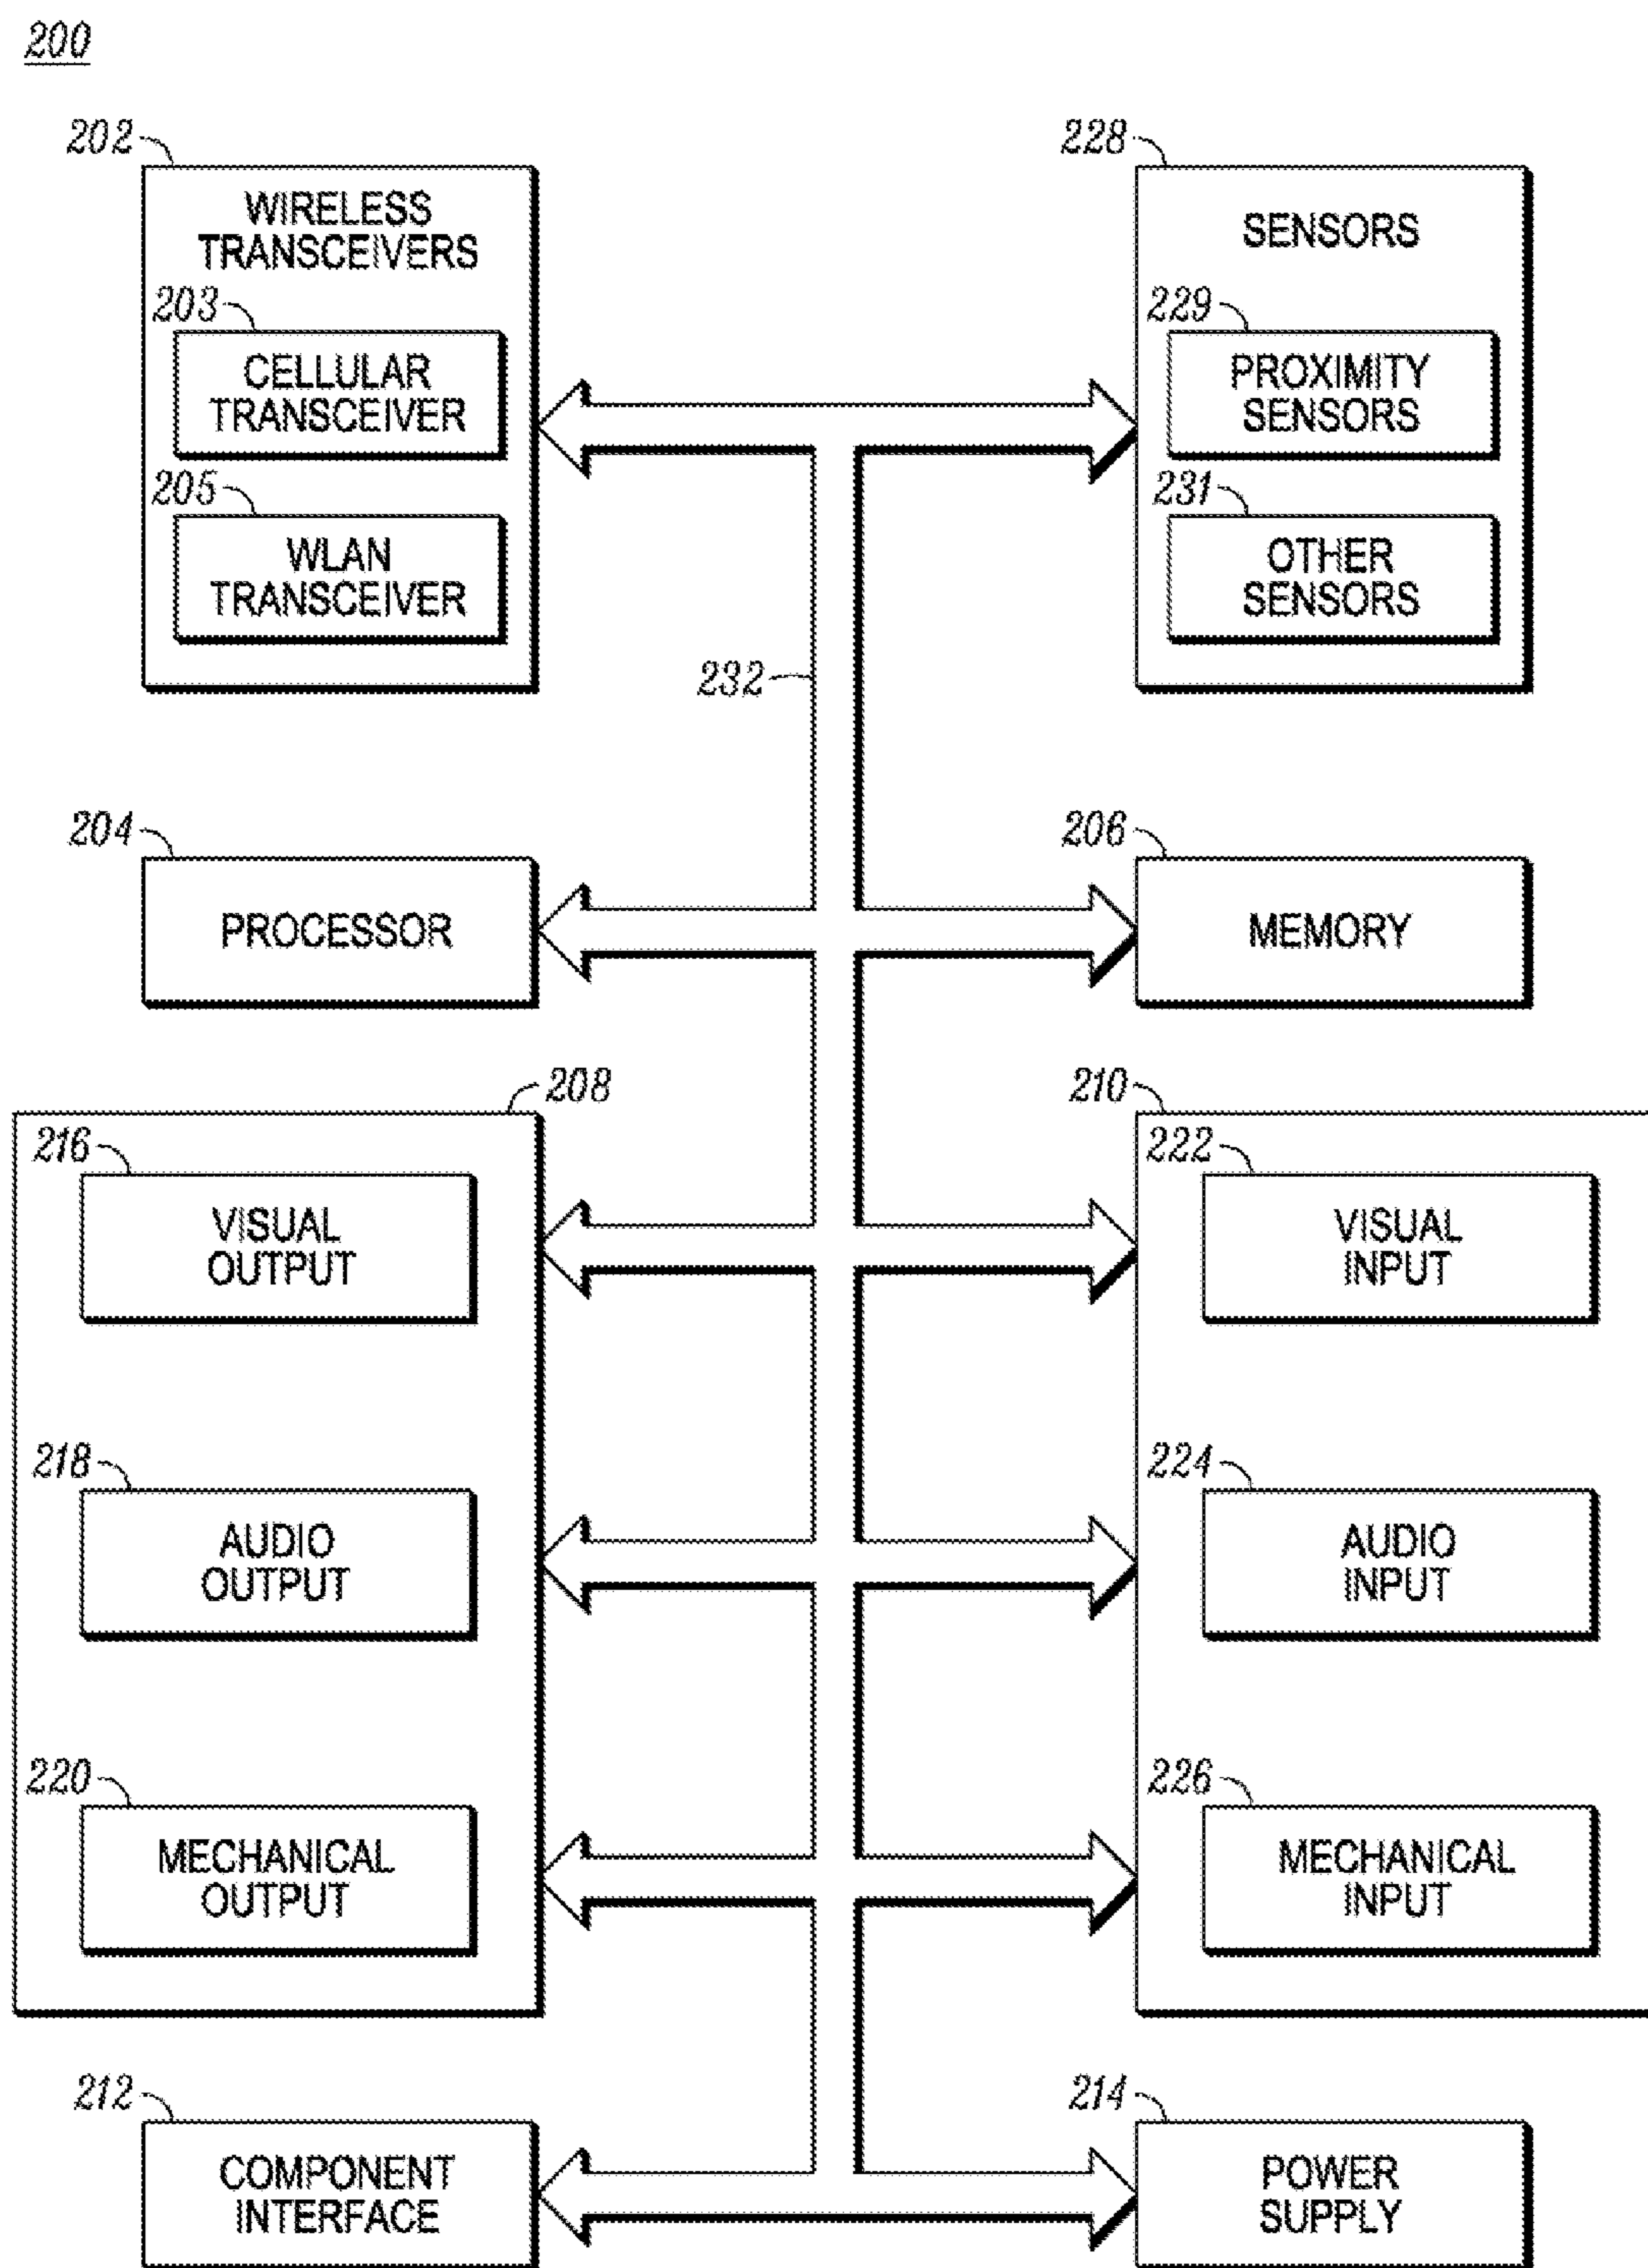 200
202
WIRELESS
TRANSCEIVERS
203
CELLULAR
TRANSCEIVER
205
WLAN
TRANSCEIVER
228
SENSORS
229
PROXIMITY
SENSORS
231
OTHER
SENSORS
232
204
PROCESSOR
206
MEMORY
208
216
VISUAL
OUTPUT
218
AUDIO
OUTPUT
220
MECHANICAL
OUTPUT
210
222
VISUAL
INPUT
224
AUDIO
INPUT
226
MECHANICAL
INPUT
212
COMPONENT
INTERFACE
214
POWER
SUPPLY